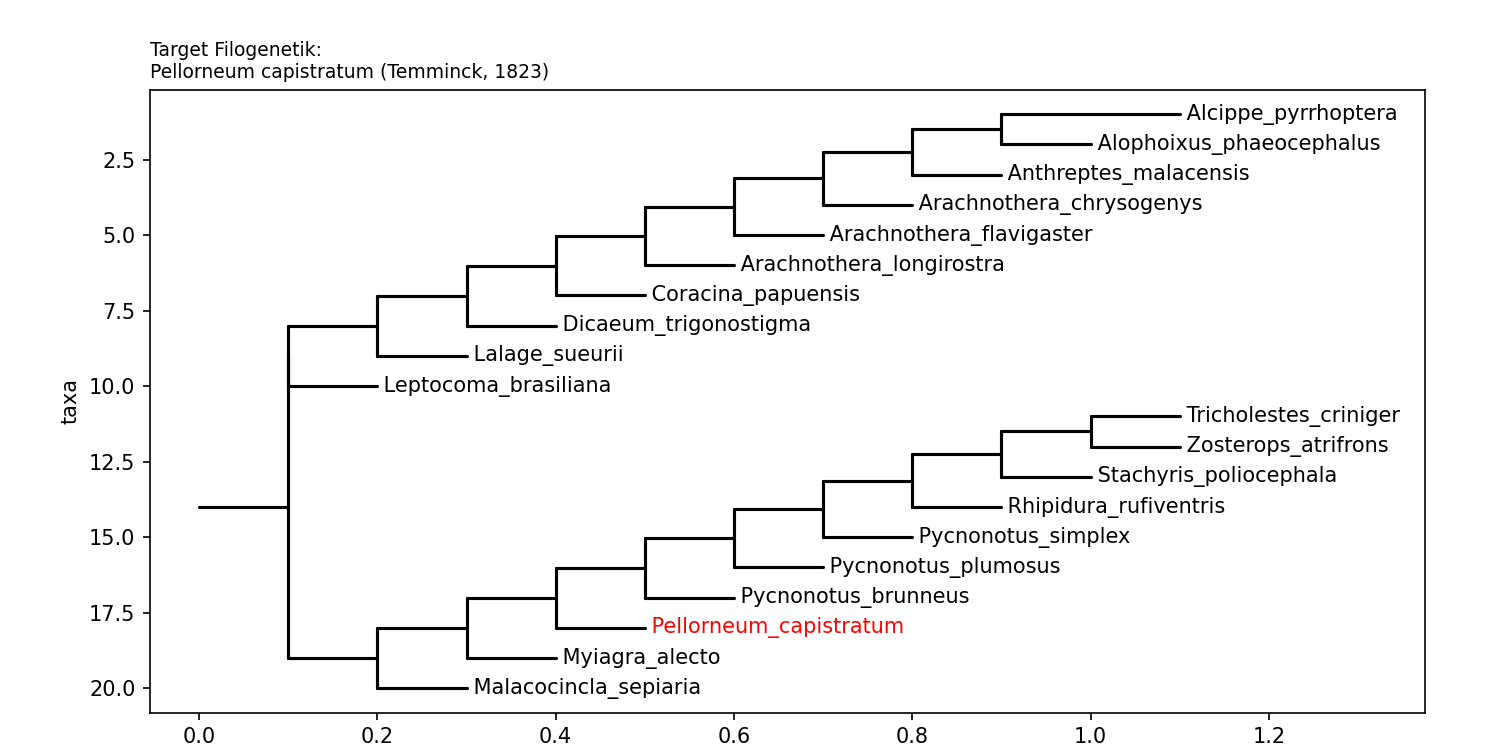 Target Filogenetik:
Pellorneum capistratum (Temminck, 1823)
Alcippe_pyrrhoptera
Alophoixus_phaeocephalus
2.5
Anthreptes_malacensis
Arachnothera_chrysogenys
5.0
Arachnothera_flavigaster
Arachnothera_longirostra
Coracina_papuensis
7.5
Dicaeum_trigonostigma
Lalage_sueurii
10.0
Leptocoma_brasiliana
taxa
Tricholestes_criniger
Zosterops_atrifrons
12.5
Stachyris_poliocephala
Rhipidura_rufiventris
15.0
Pycnonotus_simplex
Pycnonotus_plumosus
Pycnonotus_brunneus
17.5
Pellorneum_capistratum
Myiagra_alecto
20.0
Malacocincla_sepiaria
0.0 0.2 0.4 0.6 0.8 1.0 1.2